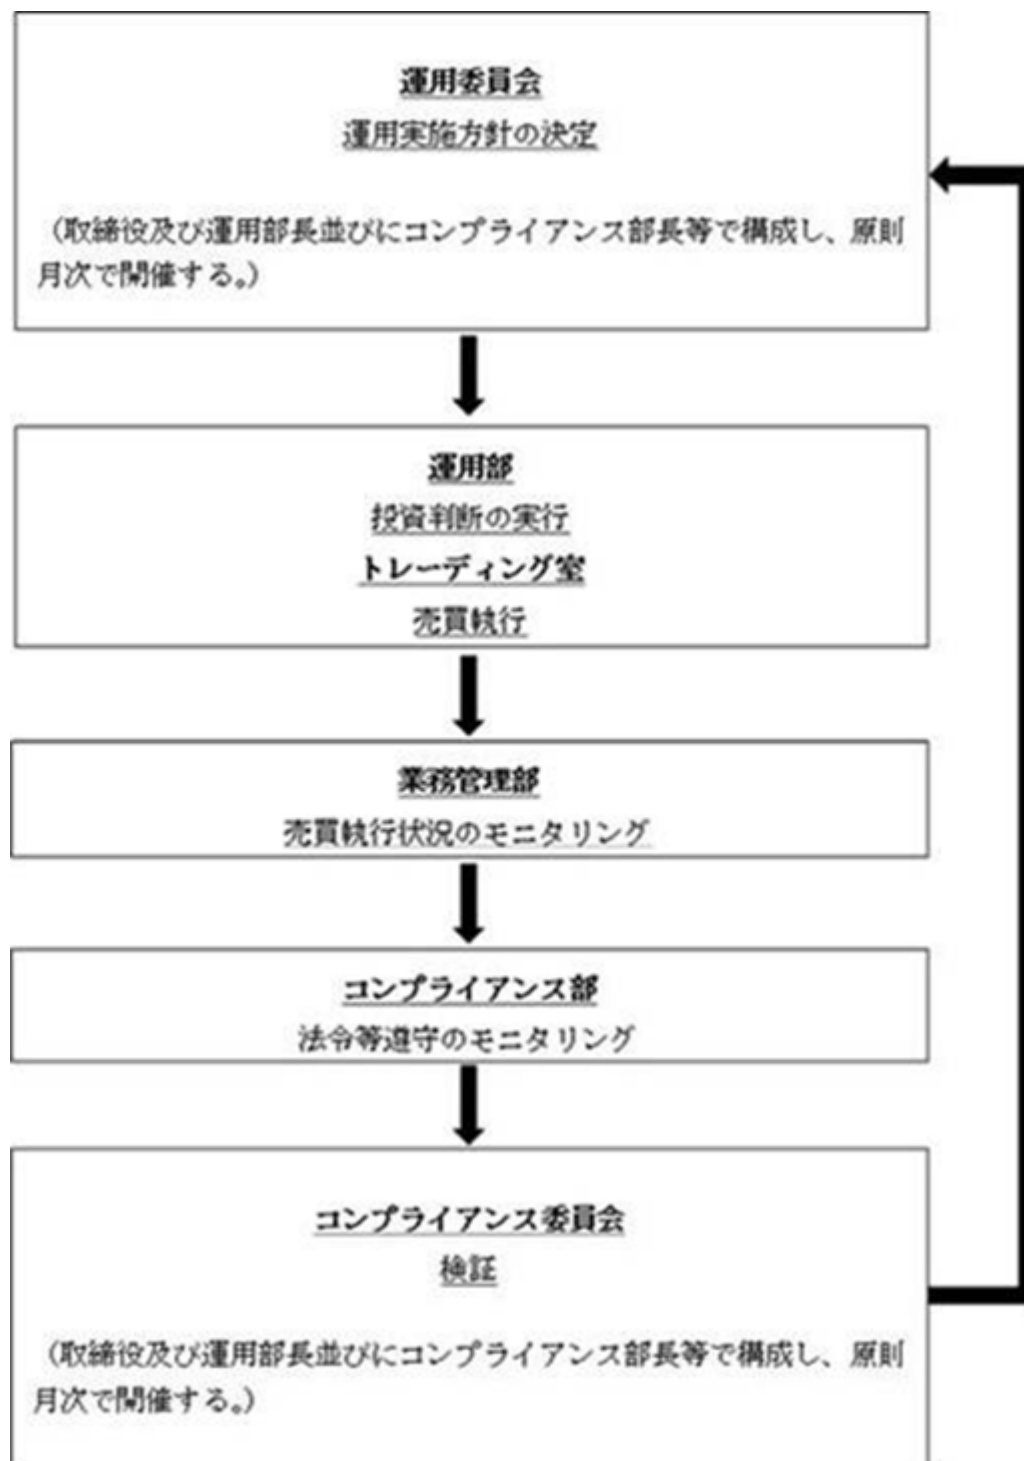 運用委員会
運用実施方針の決定
（取締役及び運用部長並びにコンプライアンス部長等で構成し、原則
月次で開催する。）
運用部
投資判断の実行
トレーディング室
売買執行
業務管理部
売買執行状況のモニタリング
コンプライアンス部
法令等遵守のモニタリング
コンプライアンス委員会
検証
（取締役及び運用部長並びにコンプライアンス部長等で構成し、原則
月次で開催する。）